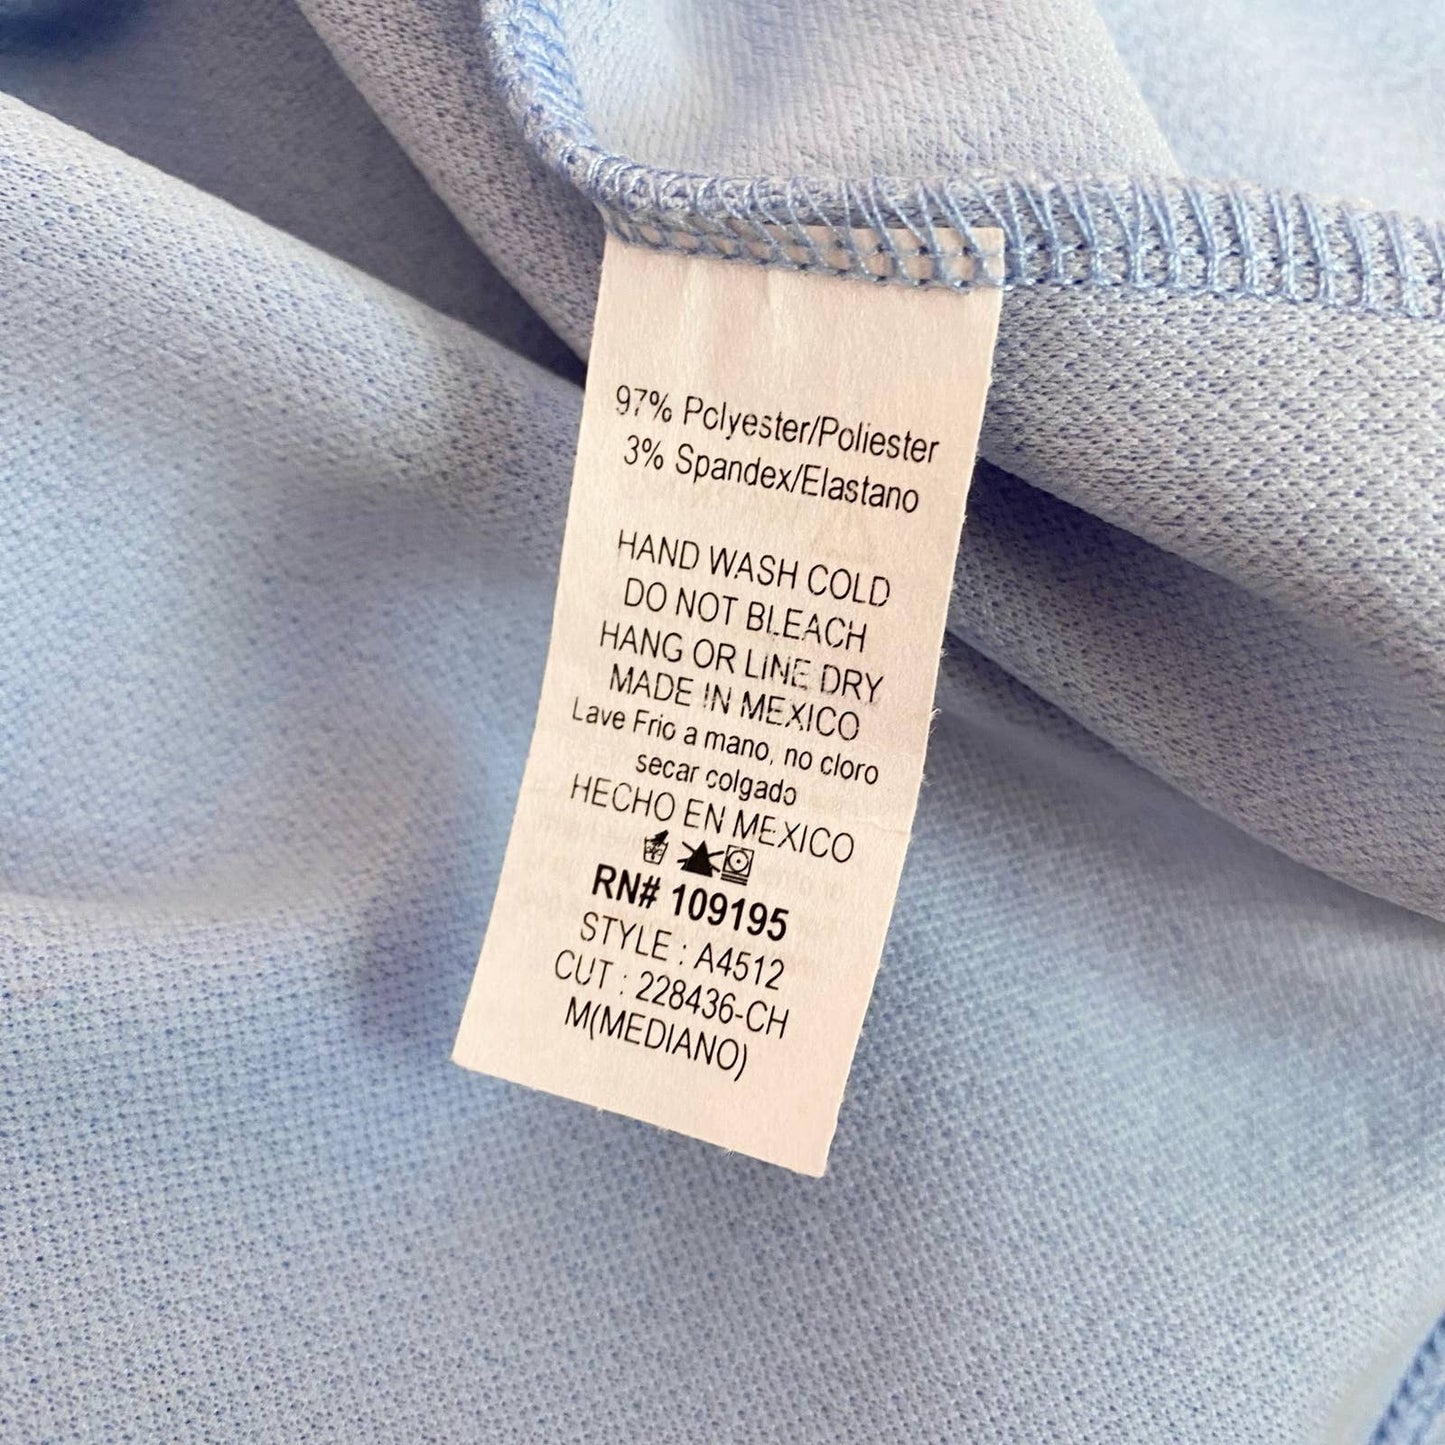 97% Polyester/Poliester
3% Spandex/Elastano
HAND WASH COLD
DO NOT BLEACH
HANG OR LINE DRY
MADE IN MEXICO
Lave Frio a mano, no cloro
secar colgado
HECHO EN MEXICO
RN# 109195
STYLE : A4512
CUT : 228436-CH
M(MEDIANO)